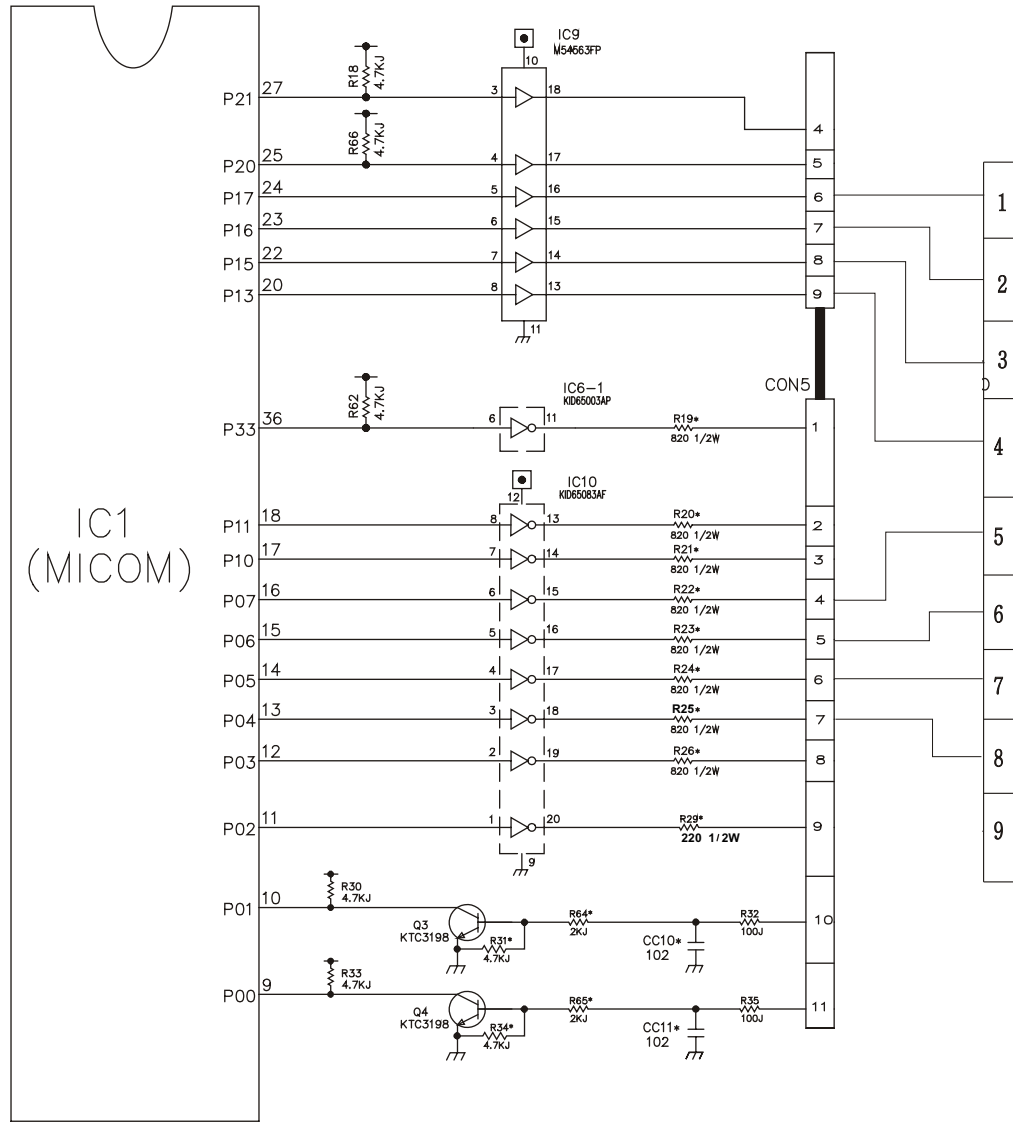 IC9
M54563FP
10
R18
4.7KJ
P21 27 3 18
4
1
R66
4.7KJ
P20 25 4 17 5
P17 24 5 16 6
P16 23 6 15 7
2
P15 22 7 14 8
P13 20 8 13 9
11
3
CON5
R62
4.7KJ
IC6-1
KID65003AP
P33 36 6 11 R19* 1
820 1/2W
4
IC10
KID65083AF
12
IC1
(MICOM)
P11 18 8 13 R20* 2
820 1/2W
5
P10 17 7 14 R21* 3
820 1/2W
P07 16 6 15 R22* 4
820 1/2W
6
P06 15 5 16 R23* 5
820 1/2W
P05 14 4 17 R24* 6
820 1/2W
7
P04 13 3 18 R25* 7
820 1/2W
8
P03 12 2 19 R26* 8
820 1/2W
P02 11 1 20 R29* 9
220 1/2W
9
9
R30
4.7KJ
P01 10 R64* R32 10
2KJ 100J
Q3
KTC3198
R31*
4.7KJ
CC10*
102
R33
4.7KJ
P00 9 R65* R35 11
2KJ 100J
Q4
KTC3198
R34*
4.7KJ
CC11*
102